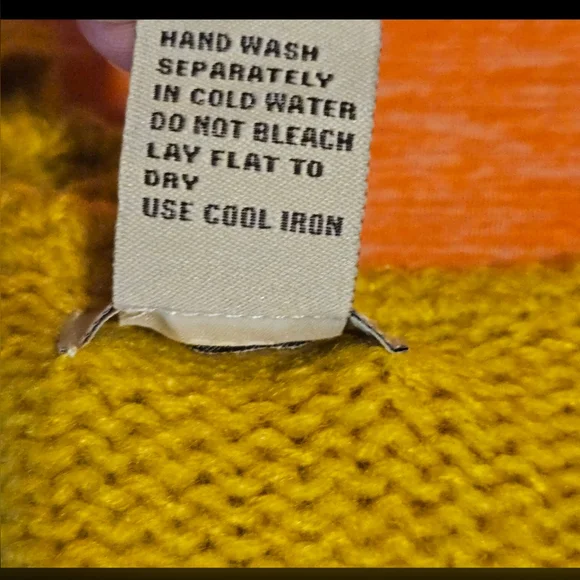 HAND WASH
SEPARATELY
IN COLD WATER
DO NOT BLEACH
LAY FLAT TO
DRY
USE COOL IRON